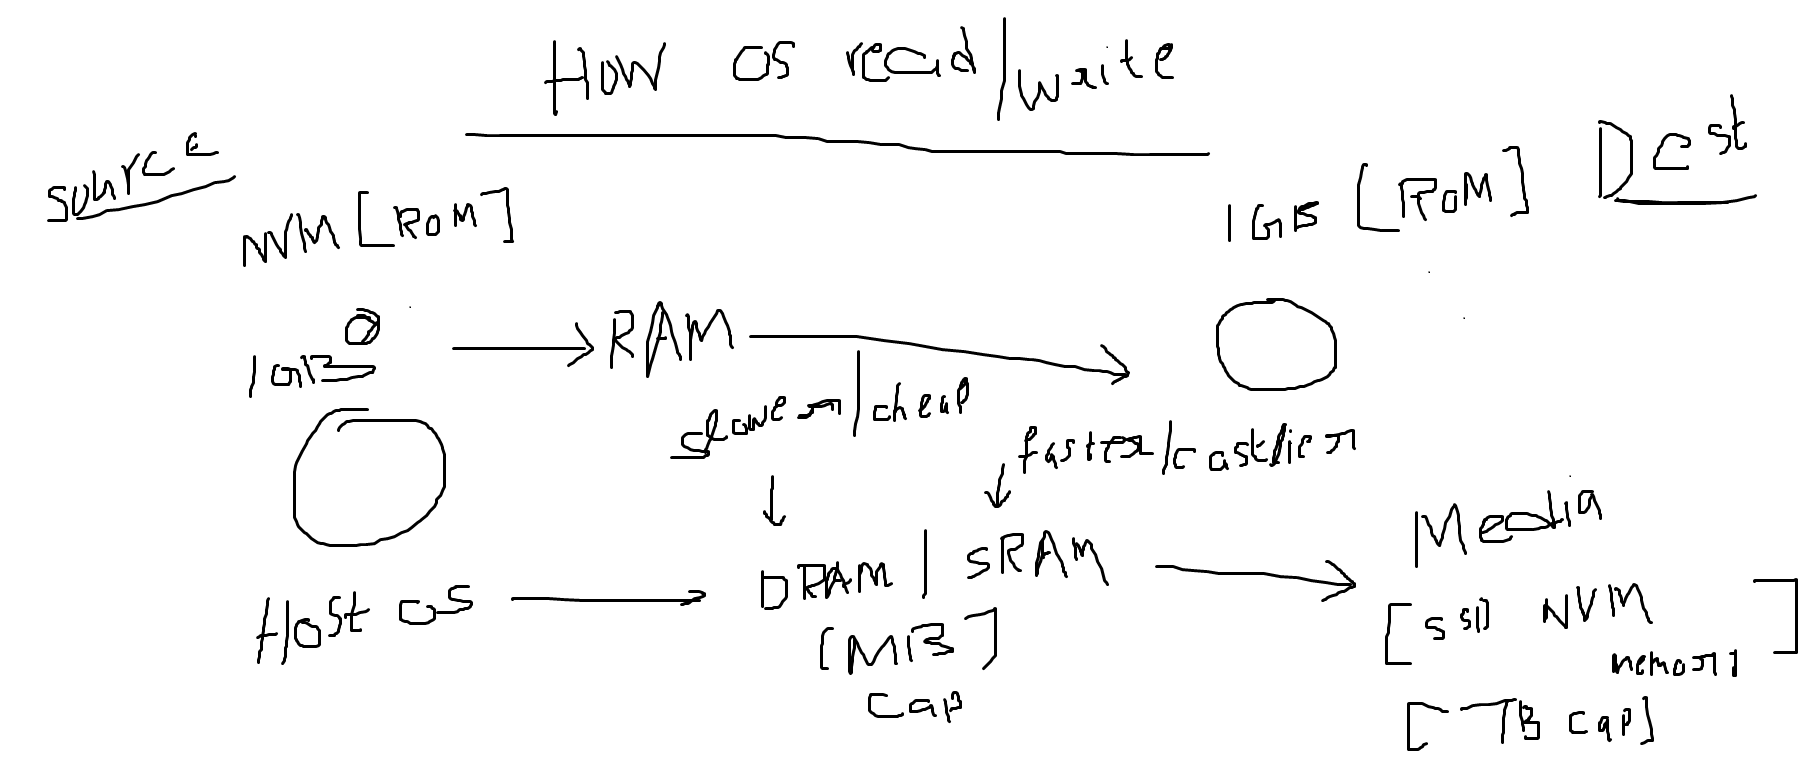 How OS read/write
source
Dest
NVM [ROM]
1GB [ROM]
1GB
RAM
slower/cheap
faster/costlier
Media
Host OS
DRAM | SRAM
[SSD NVM memory]
[MB]
cap
[TB cap]